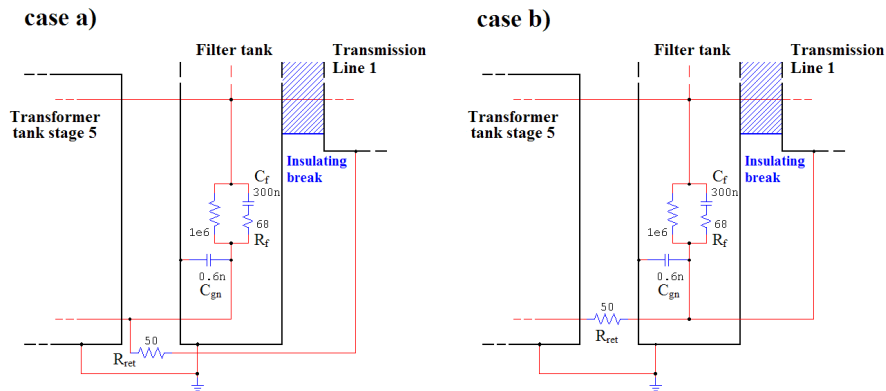 case a)
Filter tank
Transmission
Line 1
Transformer
tank stage 5
Insulating
break
Cf
300n
1e6
68
Rf
0.6n
Cgn
50
Rret
case b)
Filter tank
Transmission
Line 1
Transformer
tank stage 5
Insulating
break
Cf
300n
1e6
68
Rf
0.6n
Cgn
50
Rret